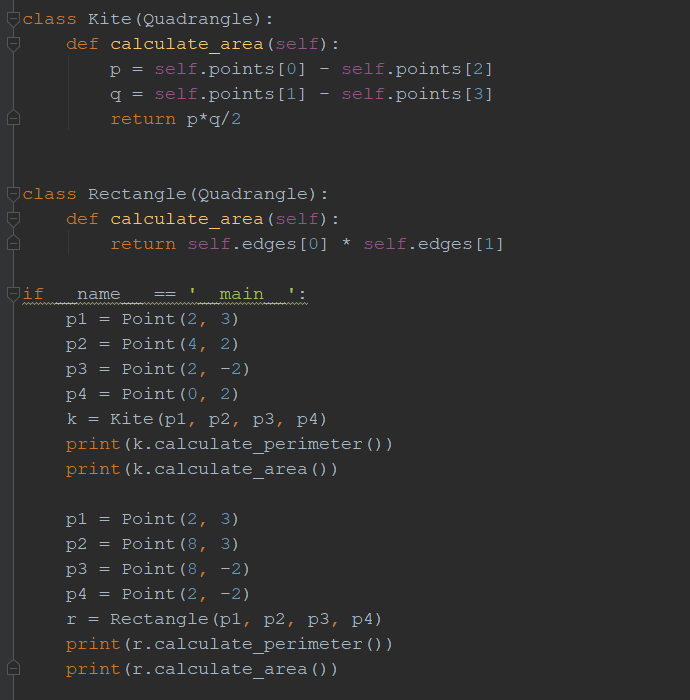 class Kite(Quadrangle):
    def calculate_area(self):
        p = self.points[0] - self.points[2]
        q = self.points[1] - self.points[3]
        return p*q/2
class Rectangle(Quadrangle):
    def calculate_area(self):
        return self.edges[0] * self.edges[1]
if __name__ == '__main__':
    p1 = Point(2, 3)
    p2 = Point(4, 2)
    p3 = Point(2, -2)
    p4 = Point(0, 2)
    k = Kite(p1, p2, p3, p4)
    print(k.calculate_perimeter())
    print(k.calculate_area())
    p1 = Point(2, 3)
    p2 = Point(8, 3)
    p3 = Point(8, -2)
    p4 = Point(2, -2)
    r = Rectangle(p1, p2, p3, p4)
    print(r.calculate_perimeter())
    print(r.calculate_area())